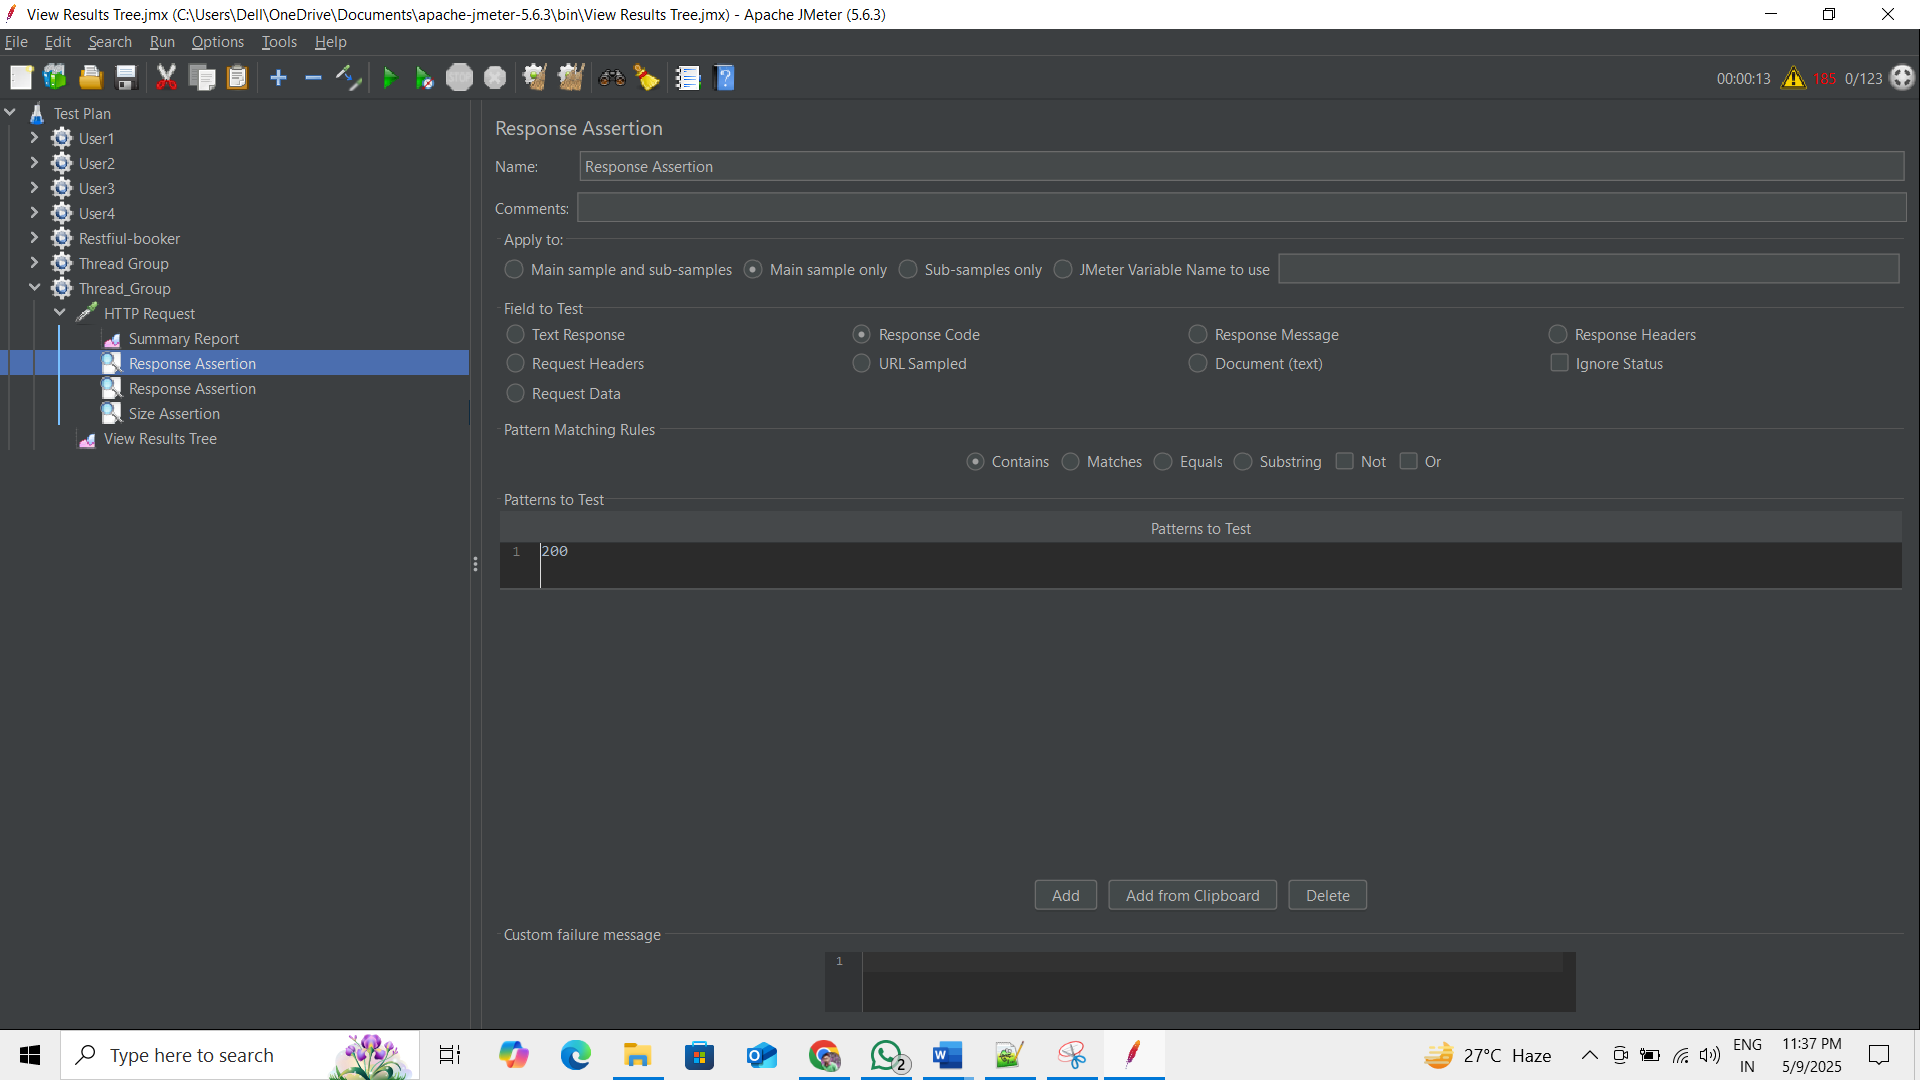 View Results Tree.jmx (C:\Users\Dell\OneDrive\Documents\apache-jmeter-5.6.3\bin\View Results Tree.jmx) - Apache JMeter (5.6.3)
File Edit Search Run Options Tools Help
STOP
00:00:13 185 0/123
Test Plan
User1
User2
User3
User4
Restfiul-booker
Thread Group
Thread_Group
HTTP Request
Summary Report
Response Assertion
Response Assertion
Size Assertion
View Results Tree
Response Assertion
Name: Response Assertion
Comments:
Apply to:
Main sample and sub-samples Main sample only Sub-samples only JMeter Variable Name to use
Field to Test
Text Response Response Code Response Message Response Headers
Request Headers URL Sampled Document (text) Ignore Status
Request Data
Pattern Matching Rules
Contains Matches Equals Substring Not Or
Patterns to Test
Patterns to Test
1 200
Add Add from Clipboard Delete
Custom failure message
1
Type here to search
2
27°C Haze
ENG
IN
11:37 PM
5/9/2025